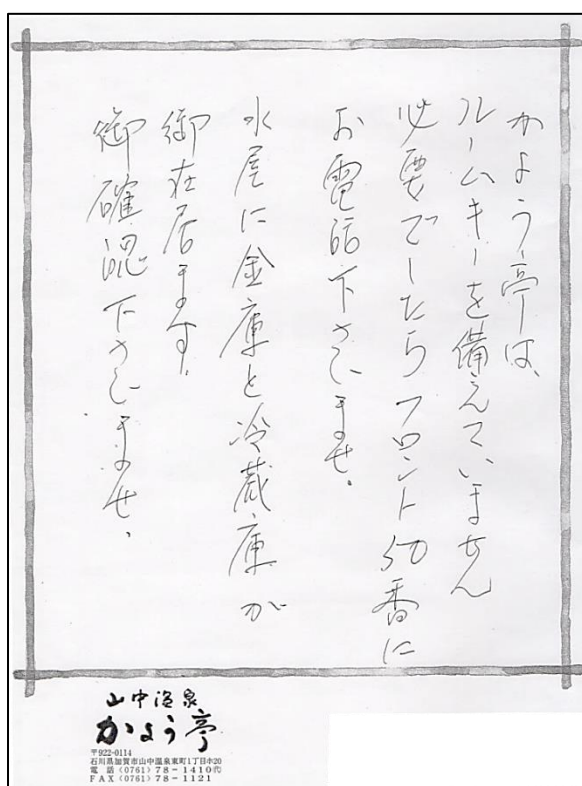 かよう亭は、
ルームキーを備えていません
必要でしたらフロント50番に
お電話下さいませ。
水屋に金庫と冷蔵庫が
御在居ます。
御確認下さいませ。
山中温泉
かよう亭
〒922-0114
石川県加賀市山中温泉東町1丁目ホ20
電話(0761)78-1410㈹
FAX(0761)78-1121